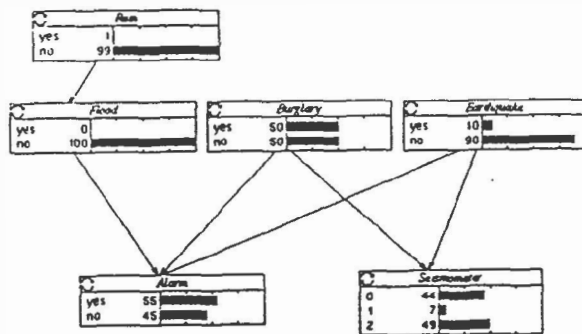 Rain
yes 1
no 99
Flood
yes 0
no 100
Burglary
yes 50
no 50
Earthquake
yes 10
no 90
Alarm
yes 55
no 45
Seismometer
0 44
1 7
2 49